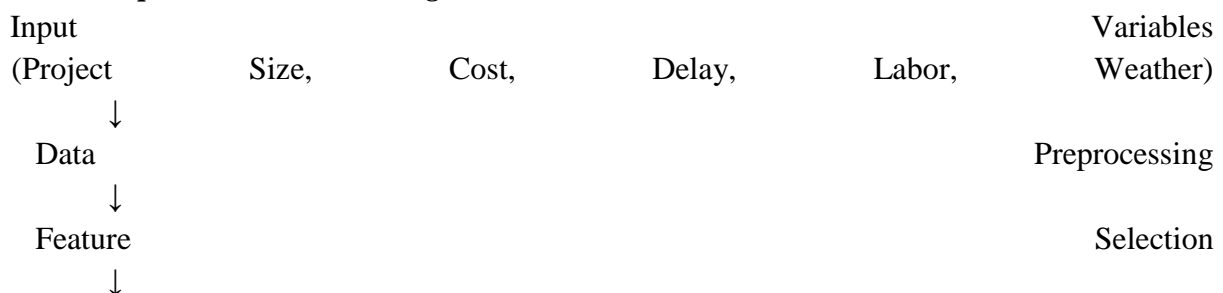 Input Variables
(Project Size, Cost, Delay, Labor, Weather)
↓
Data Preprocessing
↓
Feature Selection
↓